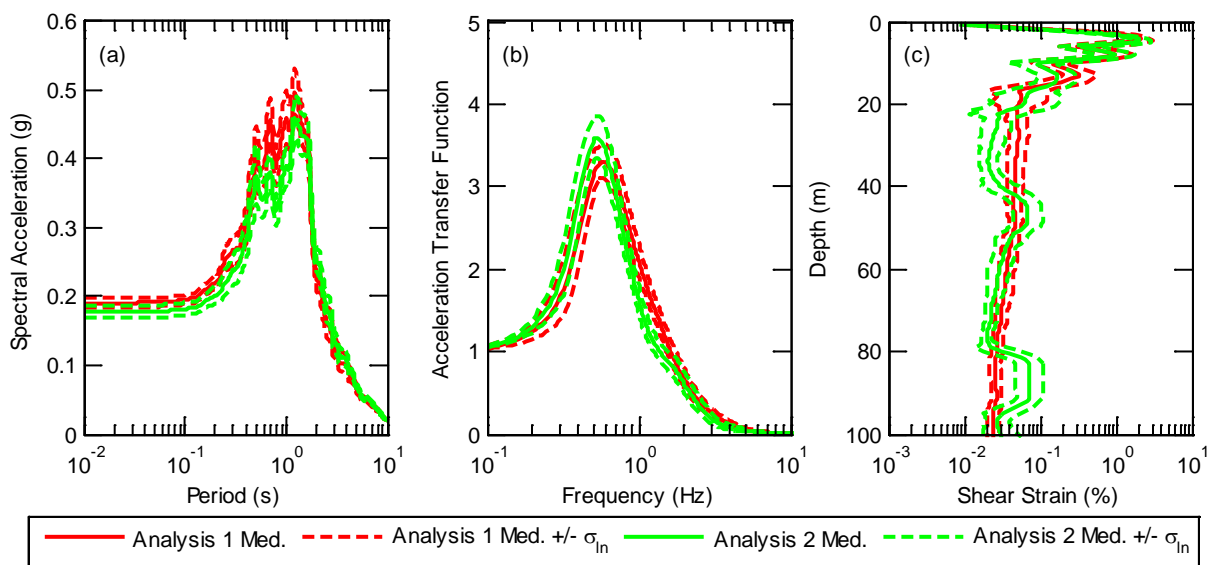 (a)
Spectral Acceleration (g)
0.6
0.5
0.4
0.3
0.2
0.1
0
10^-2
10^-1
10^0
10^1
Period (s)
(b)
Acceleration Transfer Function
5
4
3
2
1
0
10^-1
10^0
10^1
Frequency (Hz)
(c)
Depth (m)
0
20
40
60
80
100
10^-3
10^-2
10^-1
10^0
10^1
Shear Strain (%)
Analysis 1 Med.
Analysis 1 Med. +/- σ_ln
Analysis 2 Med.
Analysis 2 Med. +/- σ_ln